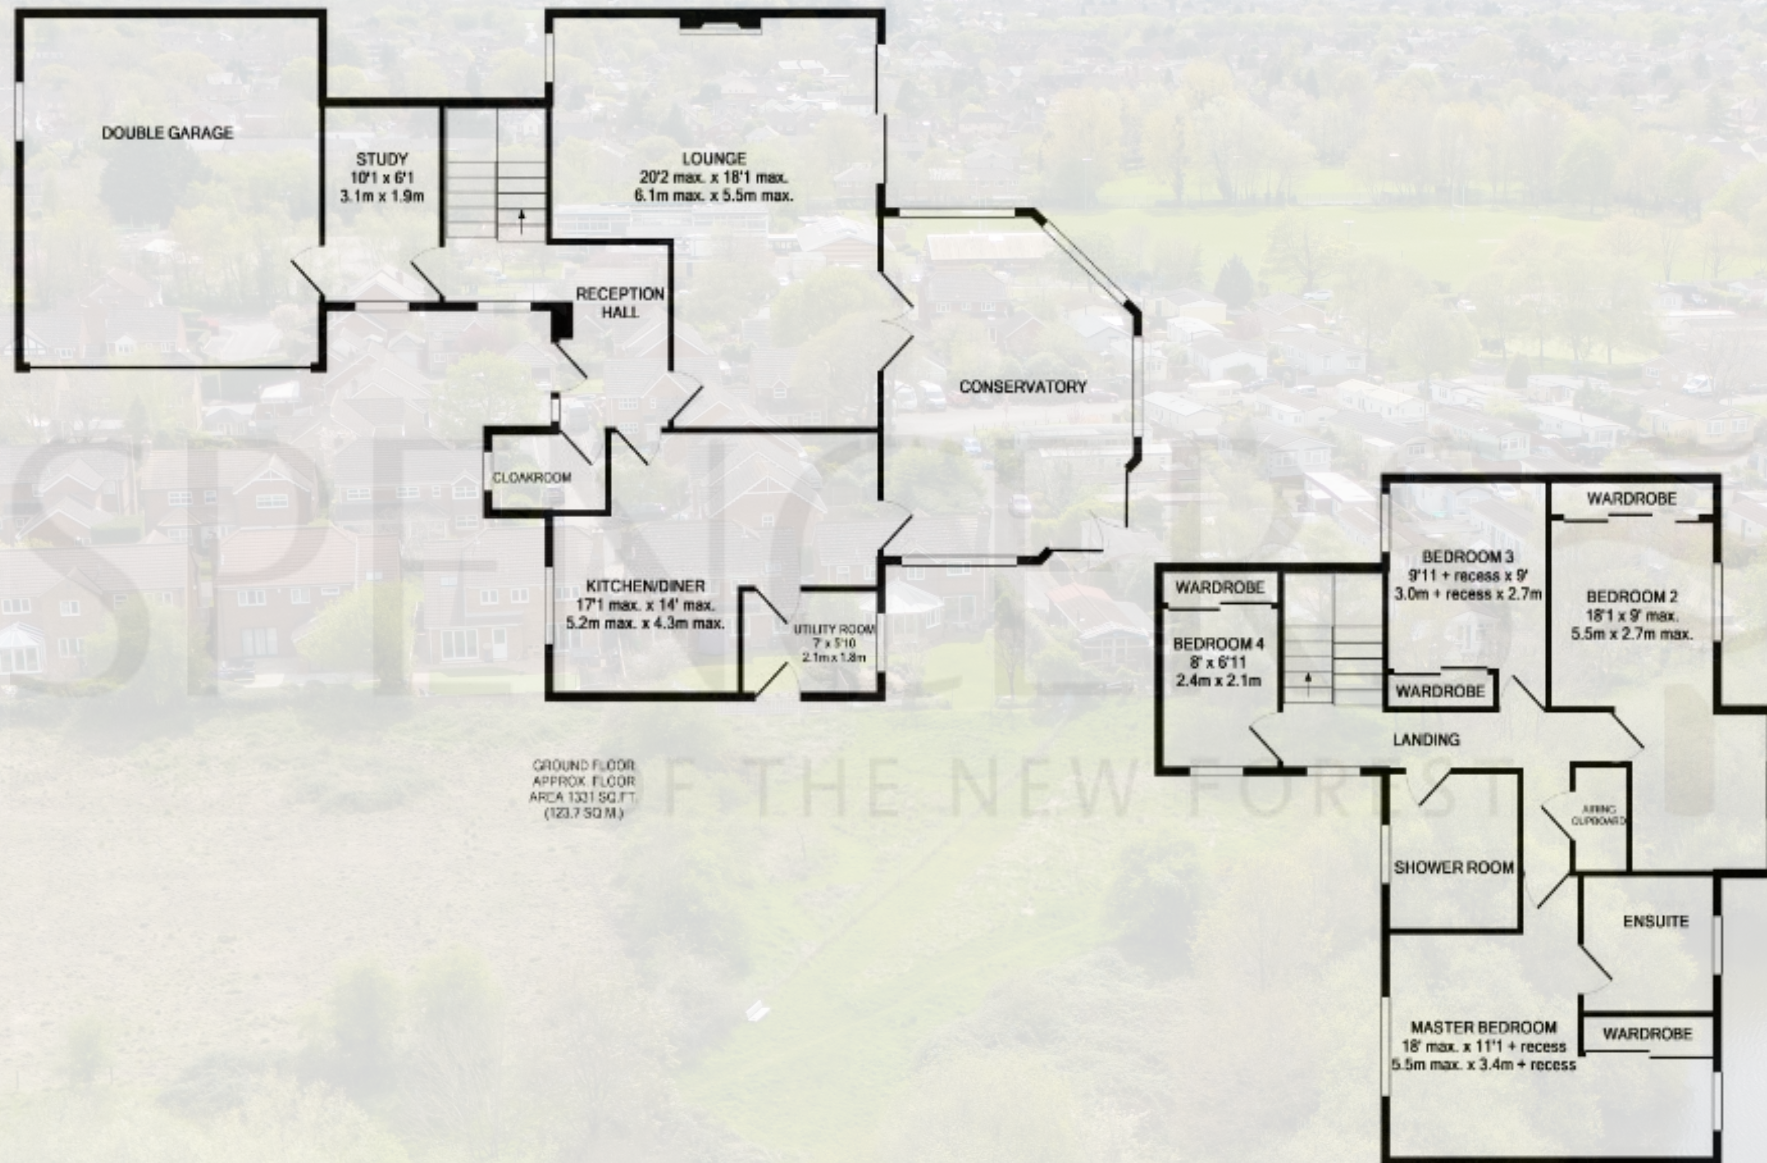 DOUBLE GARAGE
STUDY
10'1 x 6'1
3.1m x 1.9m
LOUNGE
20'2 max. x 18'1 max.
6.1m max. x 5.5m max.
RECEPTION
HALL
CONSERVATORY
CLOAKROOM
KITCHEN/DINER
17'1 max. x 14' max.
5.2m max. x 4.3m max.
UTILITY ROOM
7' x 5'10
2.1m x 1.8m
GROUND FLOOR
APPROX. FLOOR
AREA 1331 SQ.FT.
(123.7 SQ.M.)
WARDROBE
BEDROOM 4
8' x 6'11
2.4m x 2.1m
BEDROOM 3
9'11 + recess x 9'
3.0m + recess x 2.7m
WARDROBE
WARDROBE
BEDROOM 2
18'1 x 9' max.
5.5m x 2.7m max.
LANDING
AIRING
CUPBOARD
SHOWER ROOM
ENSUITE
MASTER BEDROOM
18' max. x 11'1 + recess
5.5m max. x 3.4m + recess
WARDROBE
SPENCERS
OF THE NEW FOREST